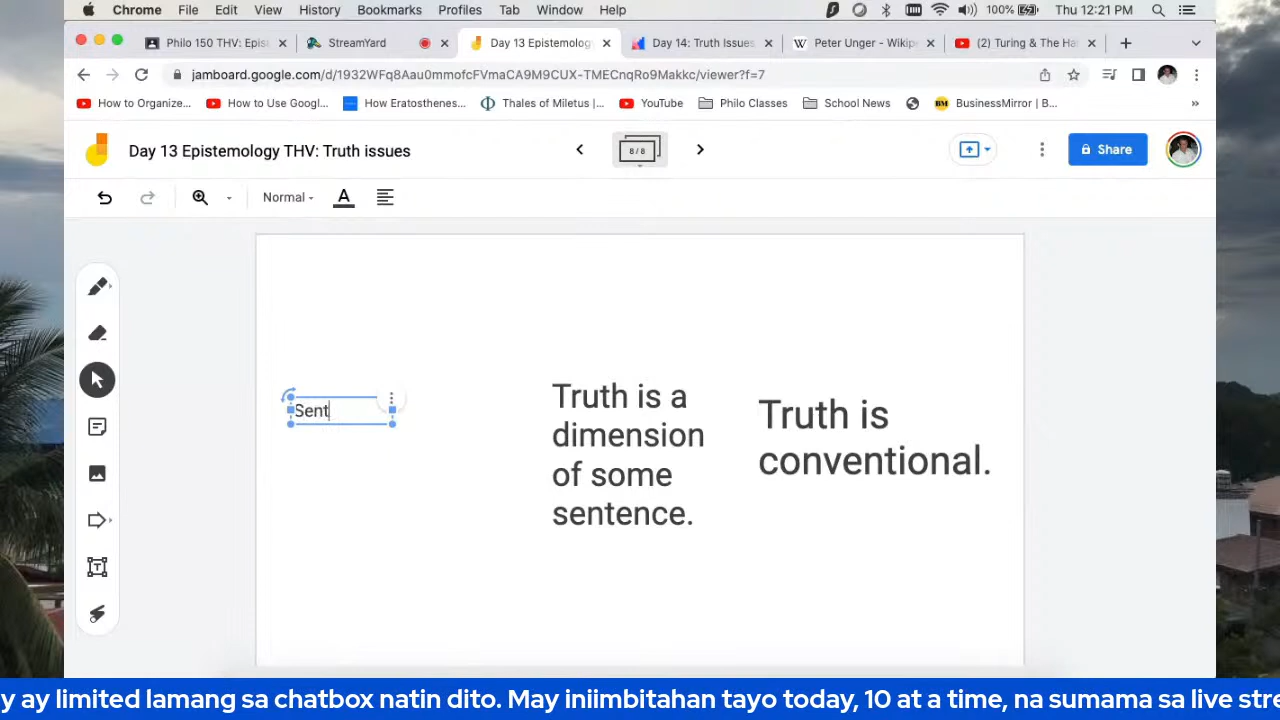 Chrome File Edit View History Bookmarks Profiles Tab Window Help 100% Thu 12:21 PM
Philo 150 THV: Epis StreamYard Day 13 Epistemology Day 14: Truth Issues Peter Unger - Wikip (2) Turing & The Ha
jamboard.google.com/d/1932WFq8Aau0mmofcFVmaCA9M9CUX-TMECnqRo9Makkc/viewer?f=7
How to Organize... How to Use Googl... How Eratosthenes... Thales of Miletus |... YouTube Philo Classes School News BusinessMirror | B...
Day 13 Epistemology THV: Truth issues 8 / 8 Share
Normal A
Sent
Truth is a
dimension
of some
sentence.
Truth is
conventional.
y ay limited lamang sa chatbox natin dito. May iniimbitahan tayo today, 10 at a time, na sumama sa live stre